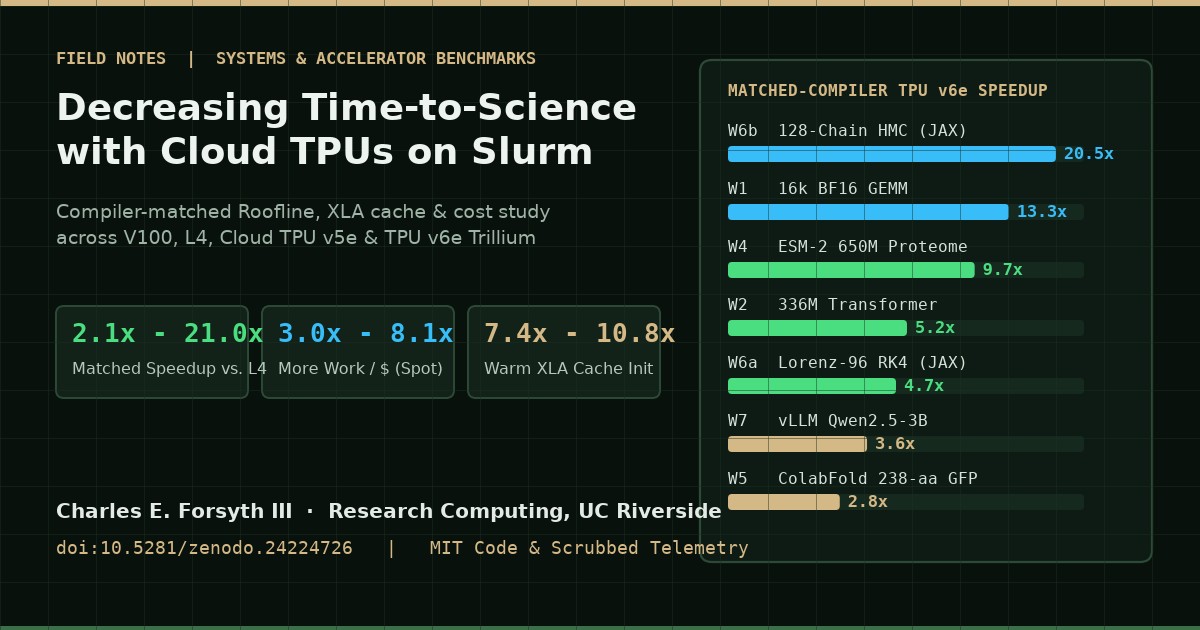 FIELD NOTES | SYSTEMS & ACCELERATOR BENCHMARKS
Decreasing Time-to-Science
with Cloud TPUs on Slurm
Compiler-matched Roofline, XLA cache & cost study
across V100, L4, Cloud TPU v5e & TPU v6e Trillium
2.1x - 21.0x
Matched Speedup vs. L4
3.0x - 8.1x
More Work / $ (Spot)
7.4x - 10.8x
Warm XLA Cache Init
Charles E. Forsyth III · Research Computing, UC Riverside
doi:10.5281/zenodo.24224726 | MIT Code & Scrubbed Telemetry
MATCHED-COMPILER TPU v6e SPEEDUP
W6b 128-Chain HMC (JAX)
20.5x
W1 16k BF16 GEMM
13.3x
W4 ESM-2 650M Proteome
9.7x
W2 336M Transformer
5.2x
W6a Lorenz-96 RK4 (JAX)
4.7x
W7 vLLM Qwen2.5-3B
3.6x
W5 ColabFold 238-aa GFP
2.8x